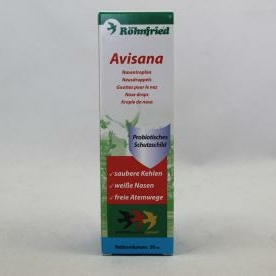 Röhnfried
Avisana
Nasentropfen
Neusdruppels
Gouttes pour le nez
Nose drops
Krople do nosa
Probiotisches
Schutzschild
✓ saubere Kehlen
✓ weiße Nasen
✓ freie Atemwege